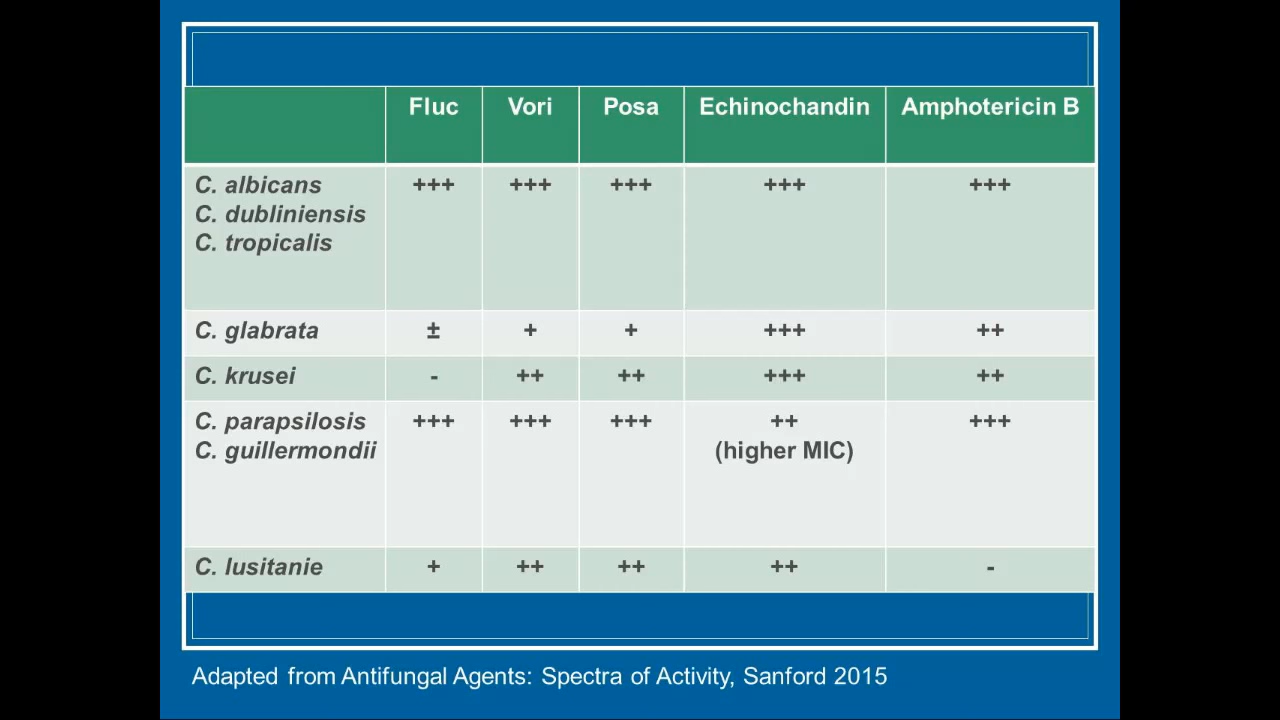 Fluc Vori Posa Echinochandin Amphotericin B
C. albicans +++ +++ +++ +++ +++
C. dubliniensis
C. tropicalis
C. glabrata ± + + +++ ++
C. krusei - ++ ++ +++ ++
C. parapsilosis +++ +++ +++ ++ +++
C. guillermondii (higher MIC)
C. lusitanie + ++ ++ ++ -
Adapted from Antifungal Agents: Spectra of Activity, Sanford 2015